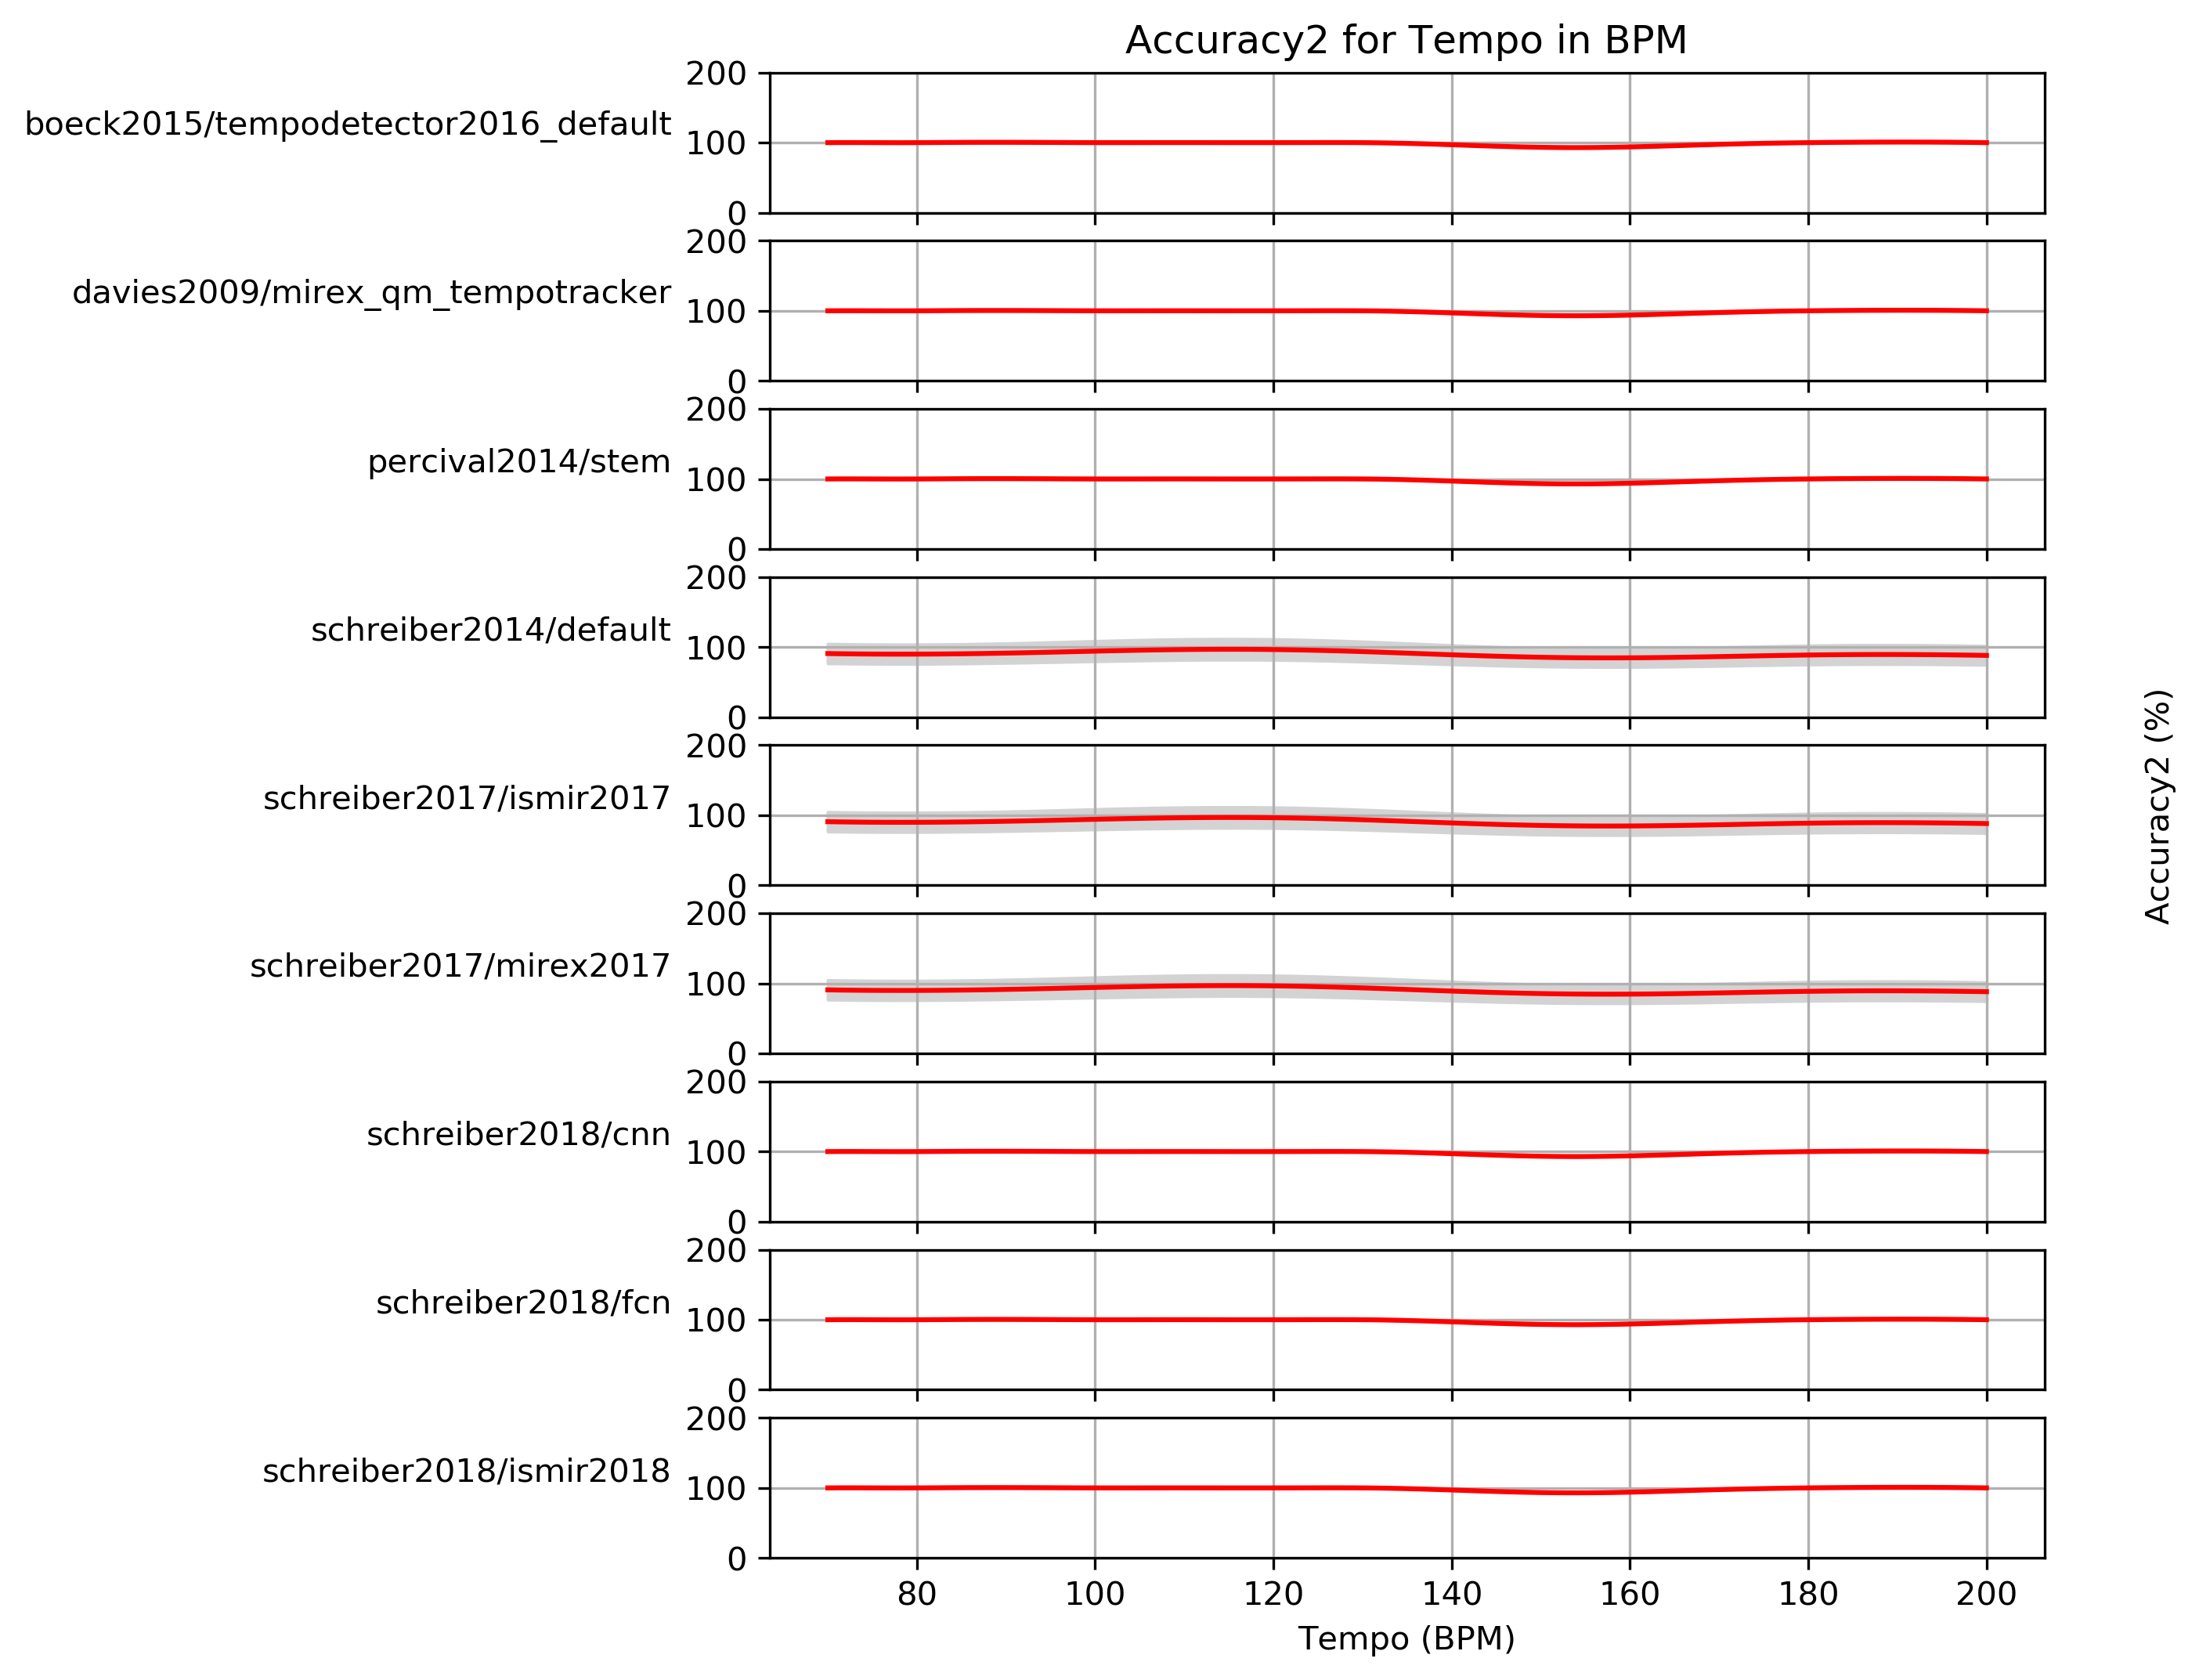 Accuracy2 for Tempo in BPM
boeck2015/tempodetector2016_default
200
100
0
davies2009/mirex_qm_tempotracker
200
100
0
percival2014/stem
200
100
0
schreiber2014/default
200
100
0
schreiber2017/ismir2017
200
100
0
schreiber2017/mirex2017
200
100
0
schreiber2018/cnn
200
100
0
schreiber2018/fcn
200
100
0
schreiber2018/ismir2018
200
100
0
80 100 120 140 160 180 200
Tempo (BPM)
Accuracy2 (%)